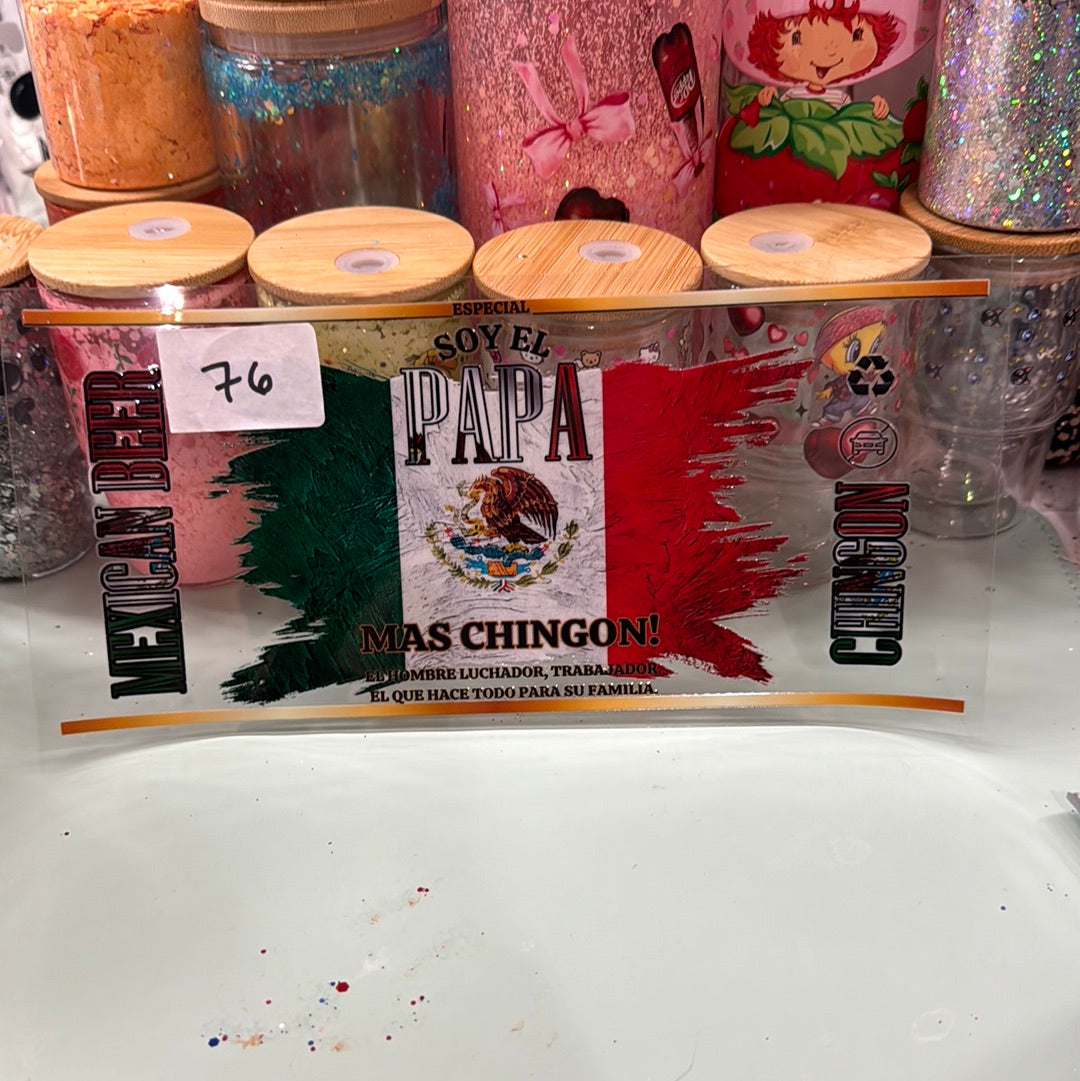 ESPECIAL
SOY EL
PAPA
76
MEXICAN BEER
CHINGON
MAS CHINGON!
EL HOMBRE LUCHADOR, TRABAJADOR
EL QUE HACE TODO PARA SU FAMILIA.